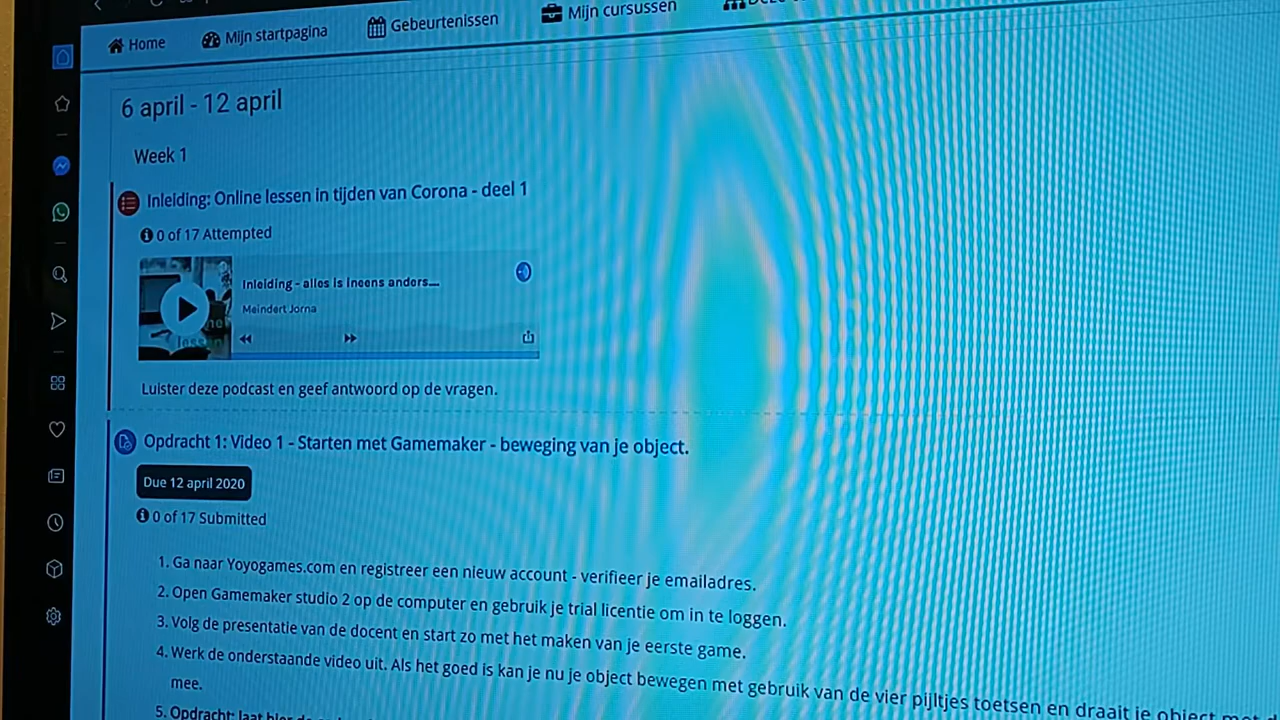 Home Mijn startpagina Gebeurtenissen Mijn cursussen
6 april - 12 april
Week 1
Inleiding: Online lessen in tijden van Corona - deel 1
0 of 17 Attempted
Inleiding - alles is ineens anders...
Meindert Jorna
Luister deze podcast en geef antwoord op de vragen.
Opdracht 1: Video 1 - Starten met Gamemaker - beweging van je object.
Due 12 april 2020
0 of 17 Submitted
1. Ga naar Yoyogames.com en registreer een nieuw account - verifieer je emailadres.
2. Open Gamemaker studio 2 op de computer en gebruik je trial licentie om in te loggen.
3. Volg de presentatie van de docent en start zo met het maken van je eerste game.
4. Werk de onderstaande video uit. Als het goed is kan je nu je object bewegen met gebruik van de vier pijltjes toetsen en draait je object met
mee.
5. Opdracht: laat hier de